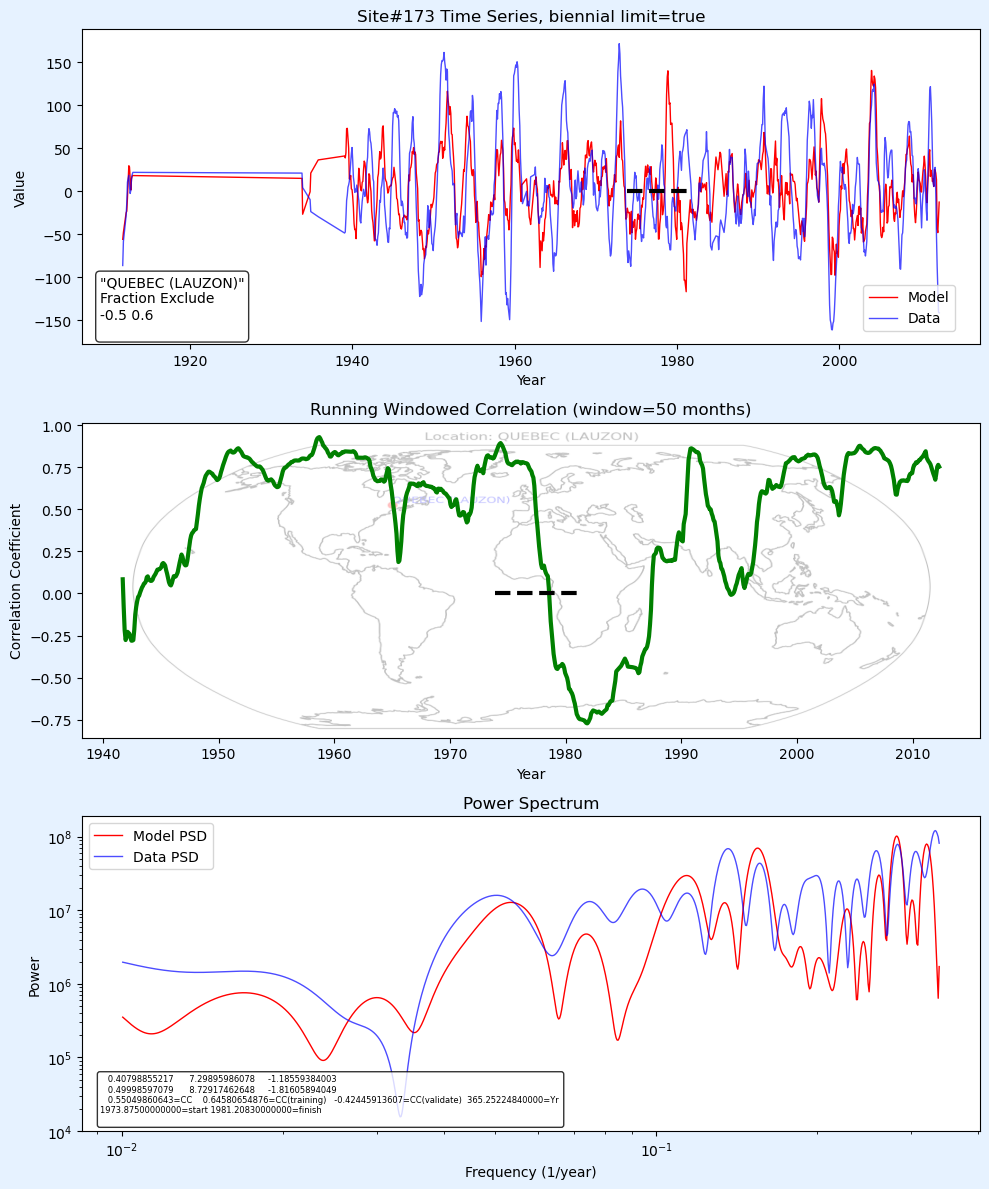 Site#173 Time Series, biennial limit=true
Value
150
100
50
0
−50
−100
−150
"QUEBEC (LAUZON)"
Fraction Exclude
-0.5 0.6
Model
Data
1920
1940
1960
1980
2000
Year
Running Windowed Correlation (window=50 months)
Correlation Coefficient
1.00
0.75
0.50
0.25
0.00
−0.25
−0.50
−0.75
Location: QUEBEC (LAUZON)
1940
1950
1960
1970
1980
1990
2000
2010
Year
Power Spectrum
Power
10^8
10^7
10^6
10^5
10^4
Model PSD
Data PSD
0.40798855217 7.29895986078 -1.18559384003
0.49998597079 8.72917462648 -1.81605894049
0.55049860643=CC 0.64580654876=CC(training) -0.42445913607=CC(validate) 365.25224840000=Yr
1973.87500000000=start 1981.20830000000=finish
10^−2
10^−1
Frequency (1/year)